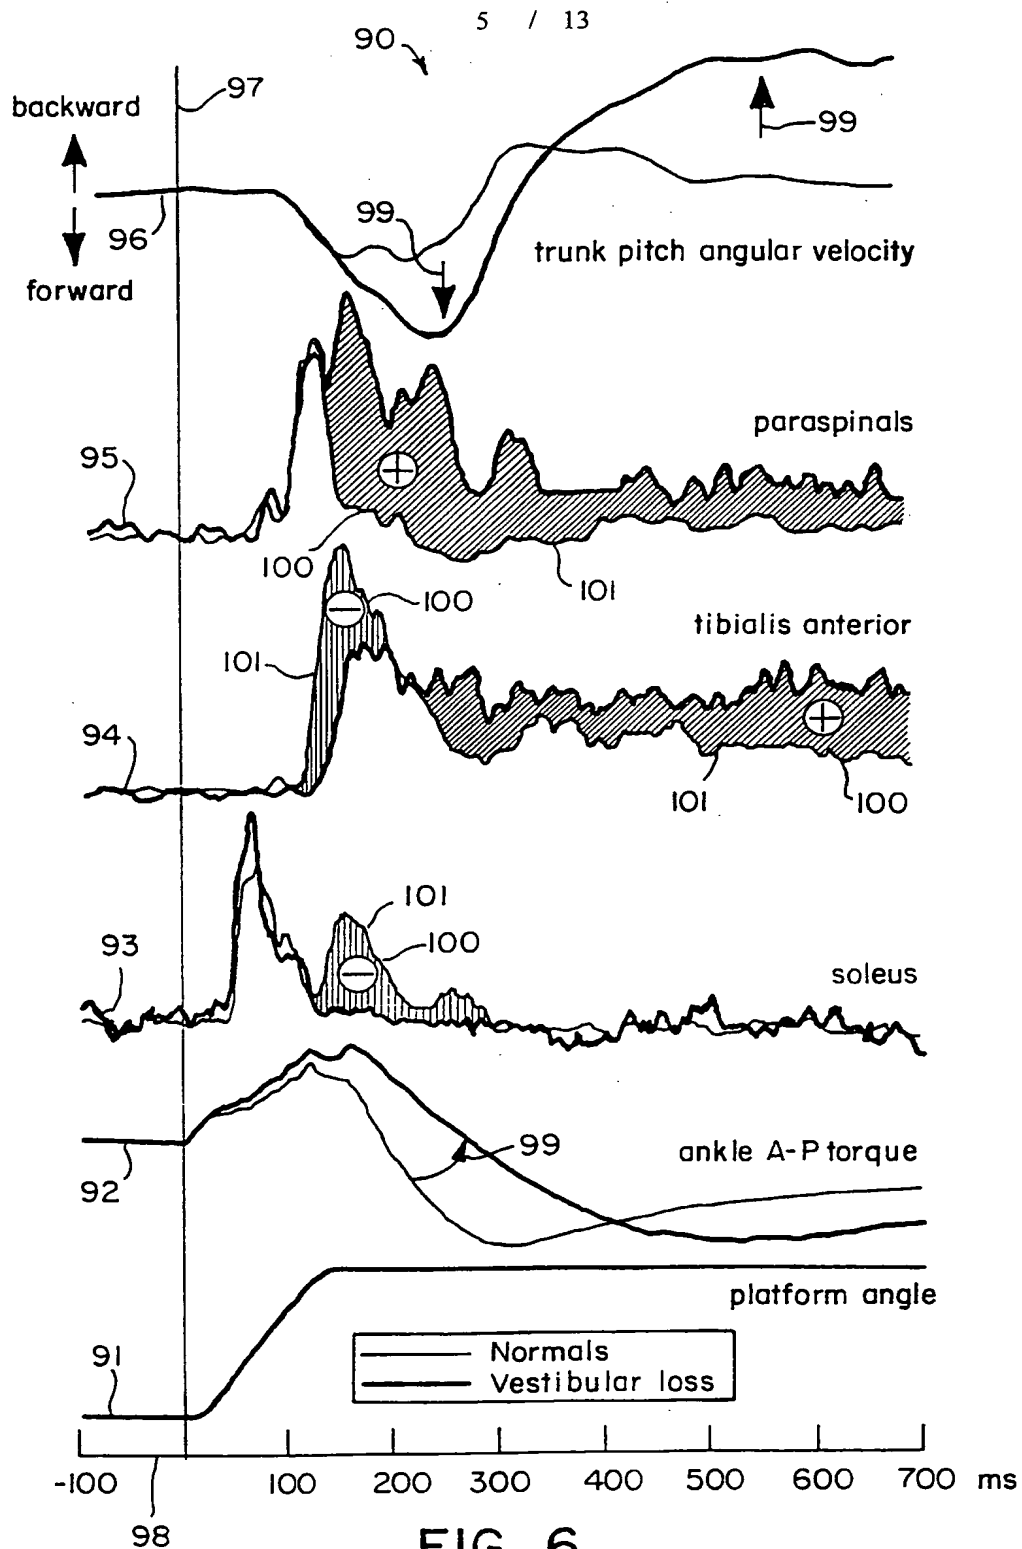 5 / 13
90
97
backward
99
99
96
trunk pitch angular velocity
forward
paraspinals
95
+
100
101
−
100
tibialis anterior
101
+
94
101
100
101
93
100
−
soleus
99
ankle A-P torque
92
platform angle
91
Normals
Vestibular loss
-100 100 200 300 400 500 600 700 ms
98
FIG. 6